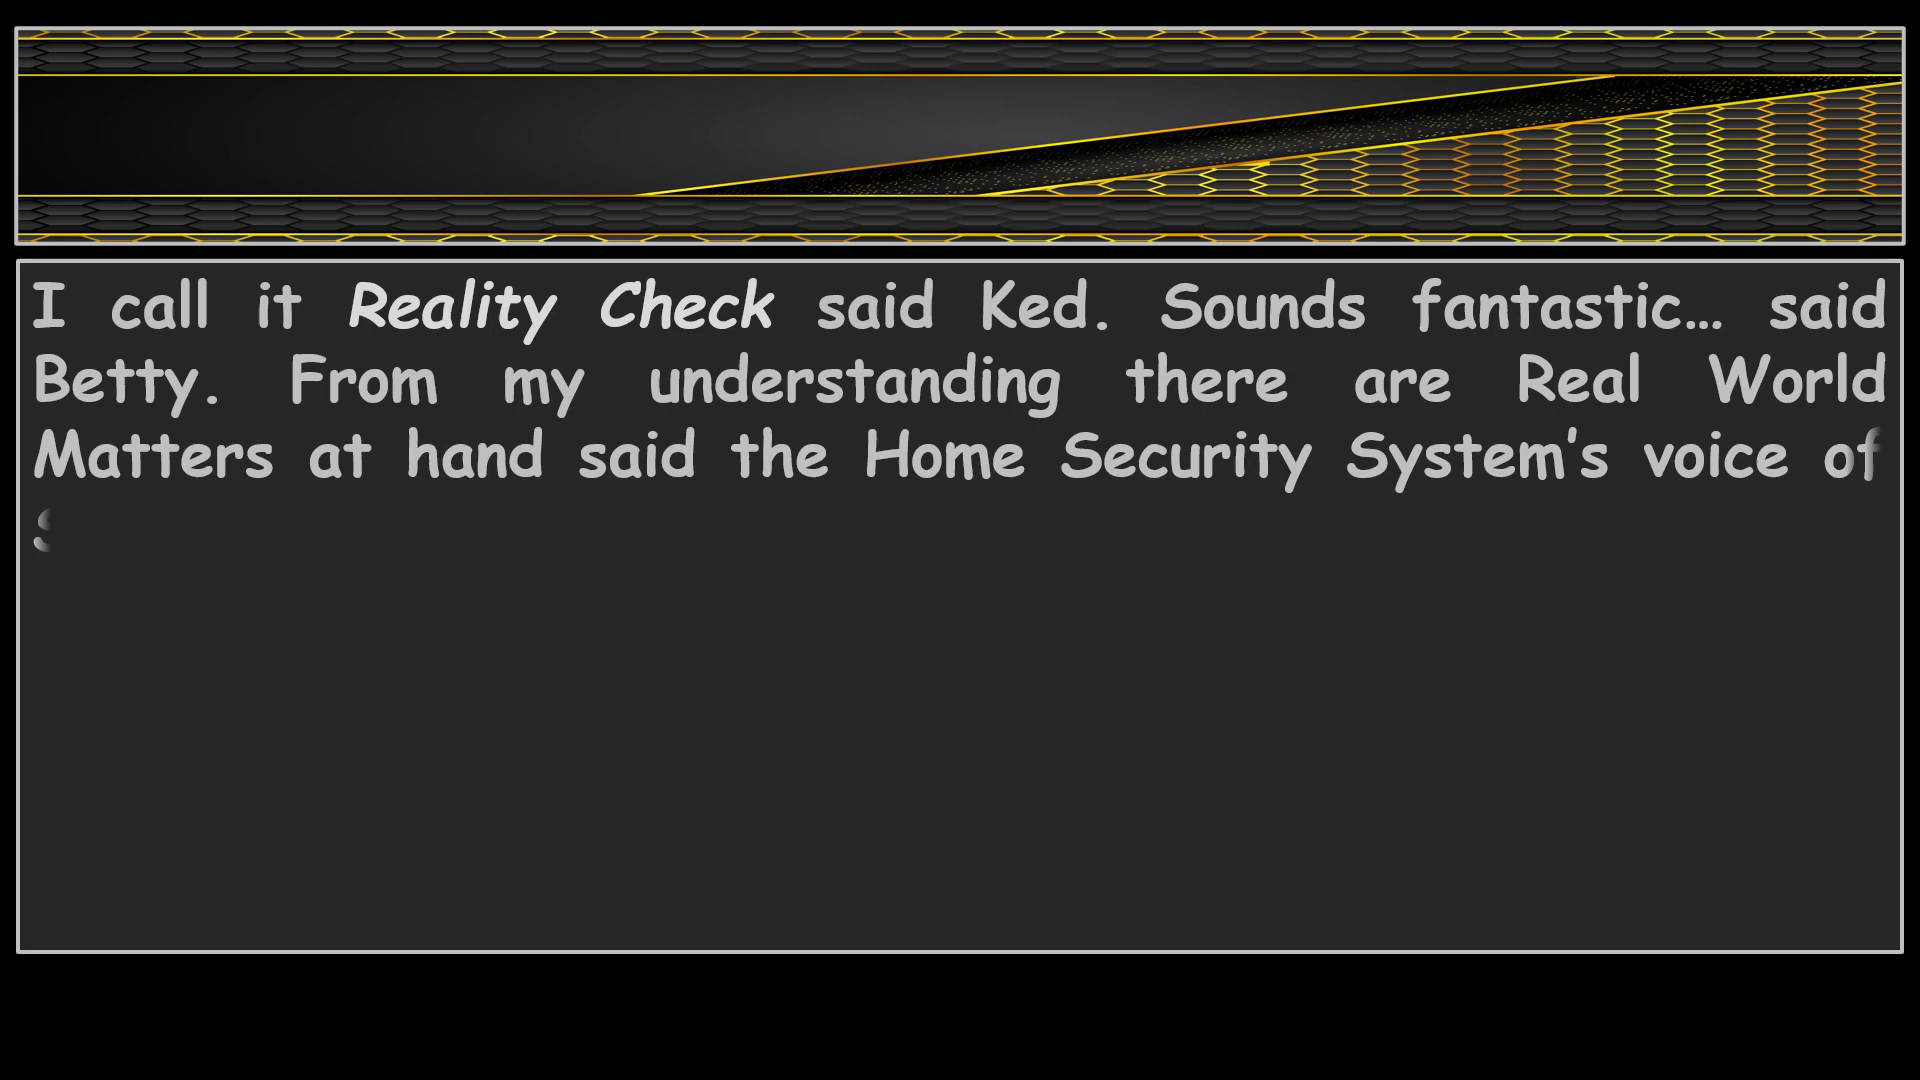 I call it Reality Check said Ked. Sounds fantastic… said
Betty. From my understanding there are Real World
Matters at hand said the Home Security System’s voice of